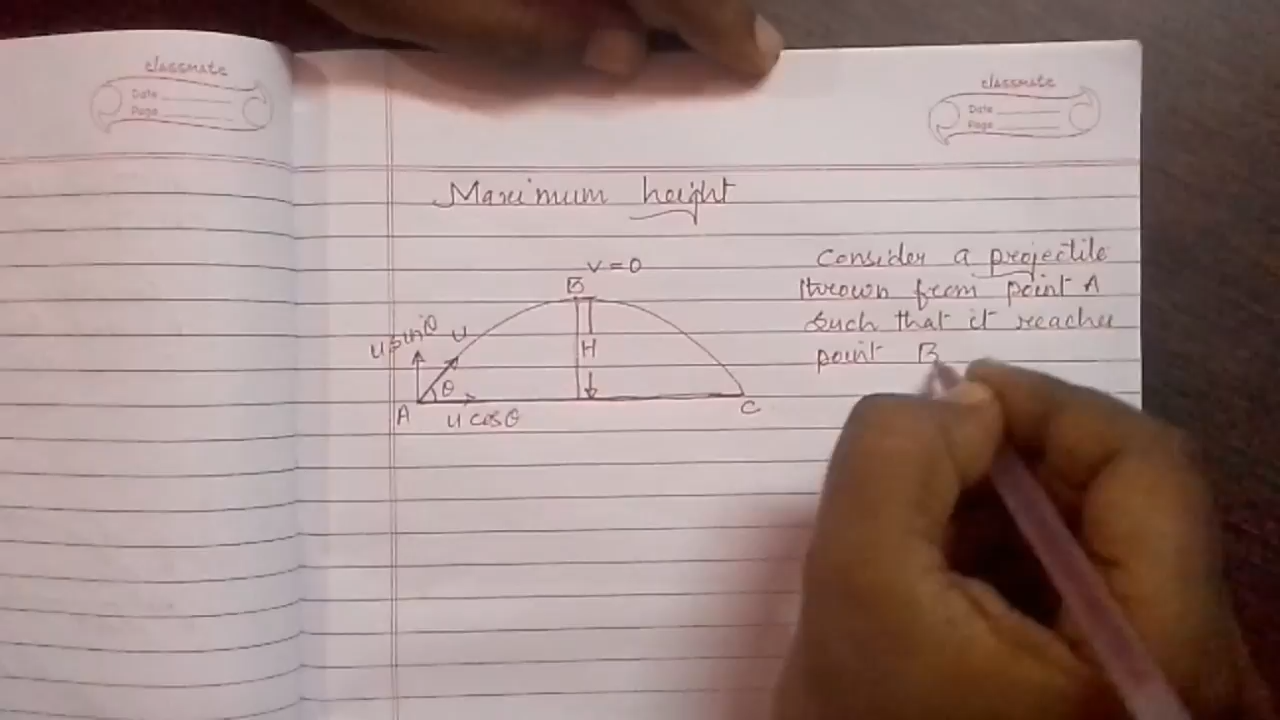 classmate
Date
Page
classmate
Date
Page
Maximum height
Consider a projectile
thrown from point A
such that it reaches
point B
v=0
B
u sinθ
u
H
θ
A
u cosθ
C